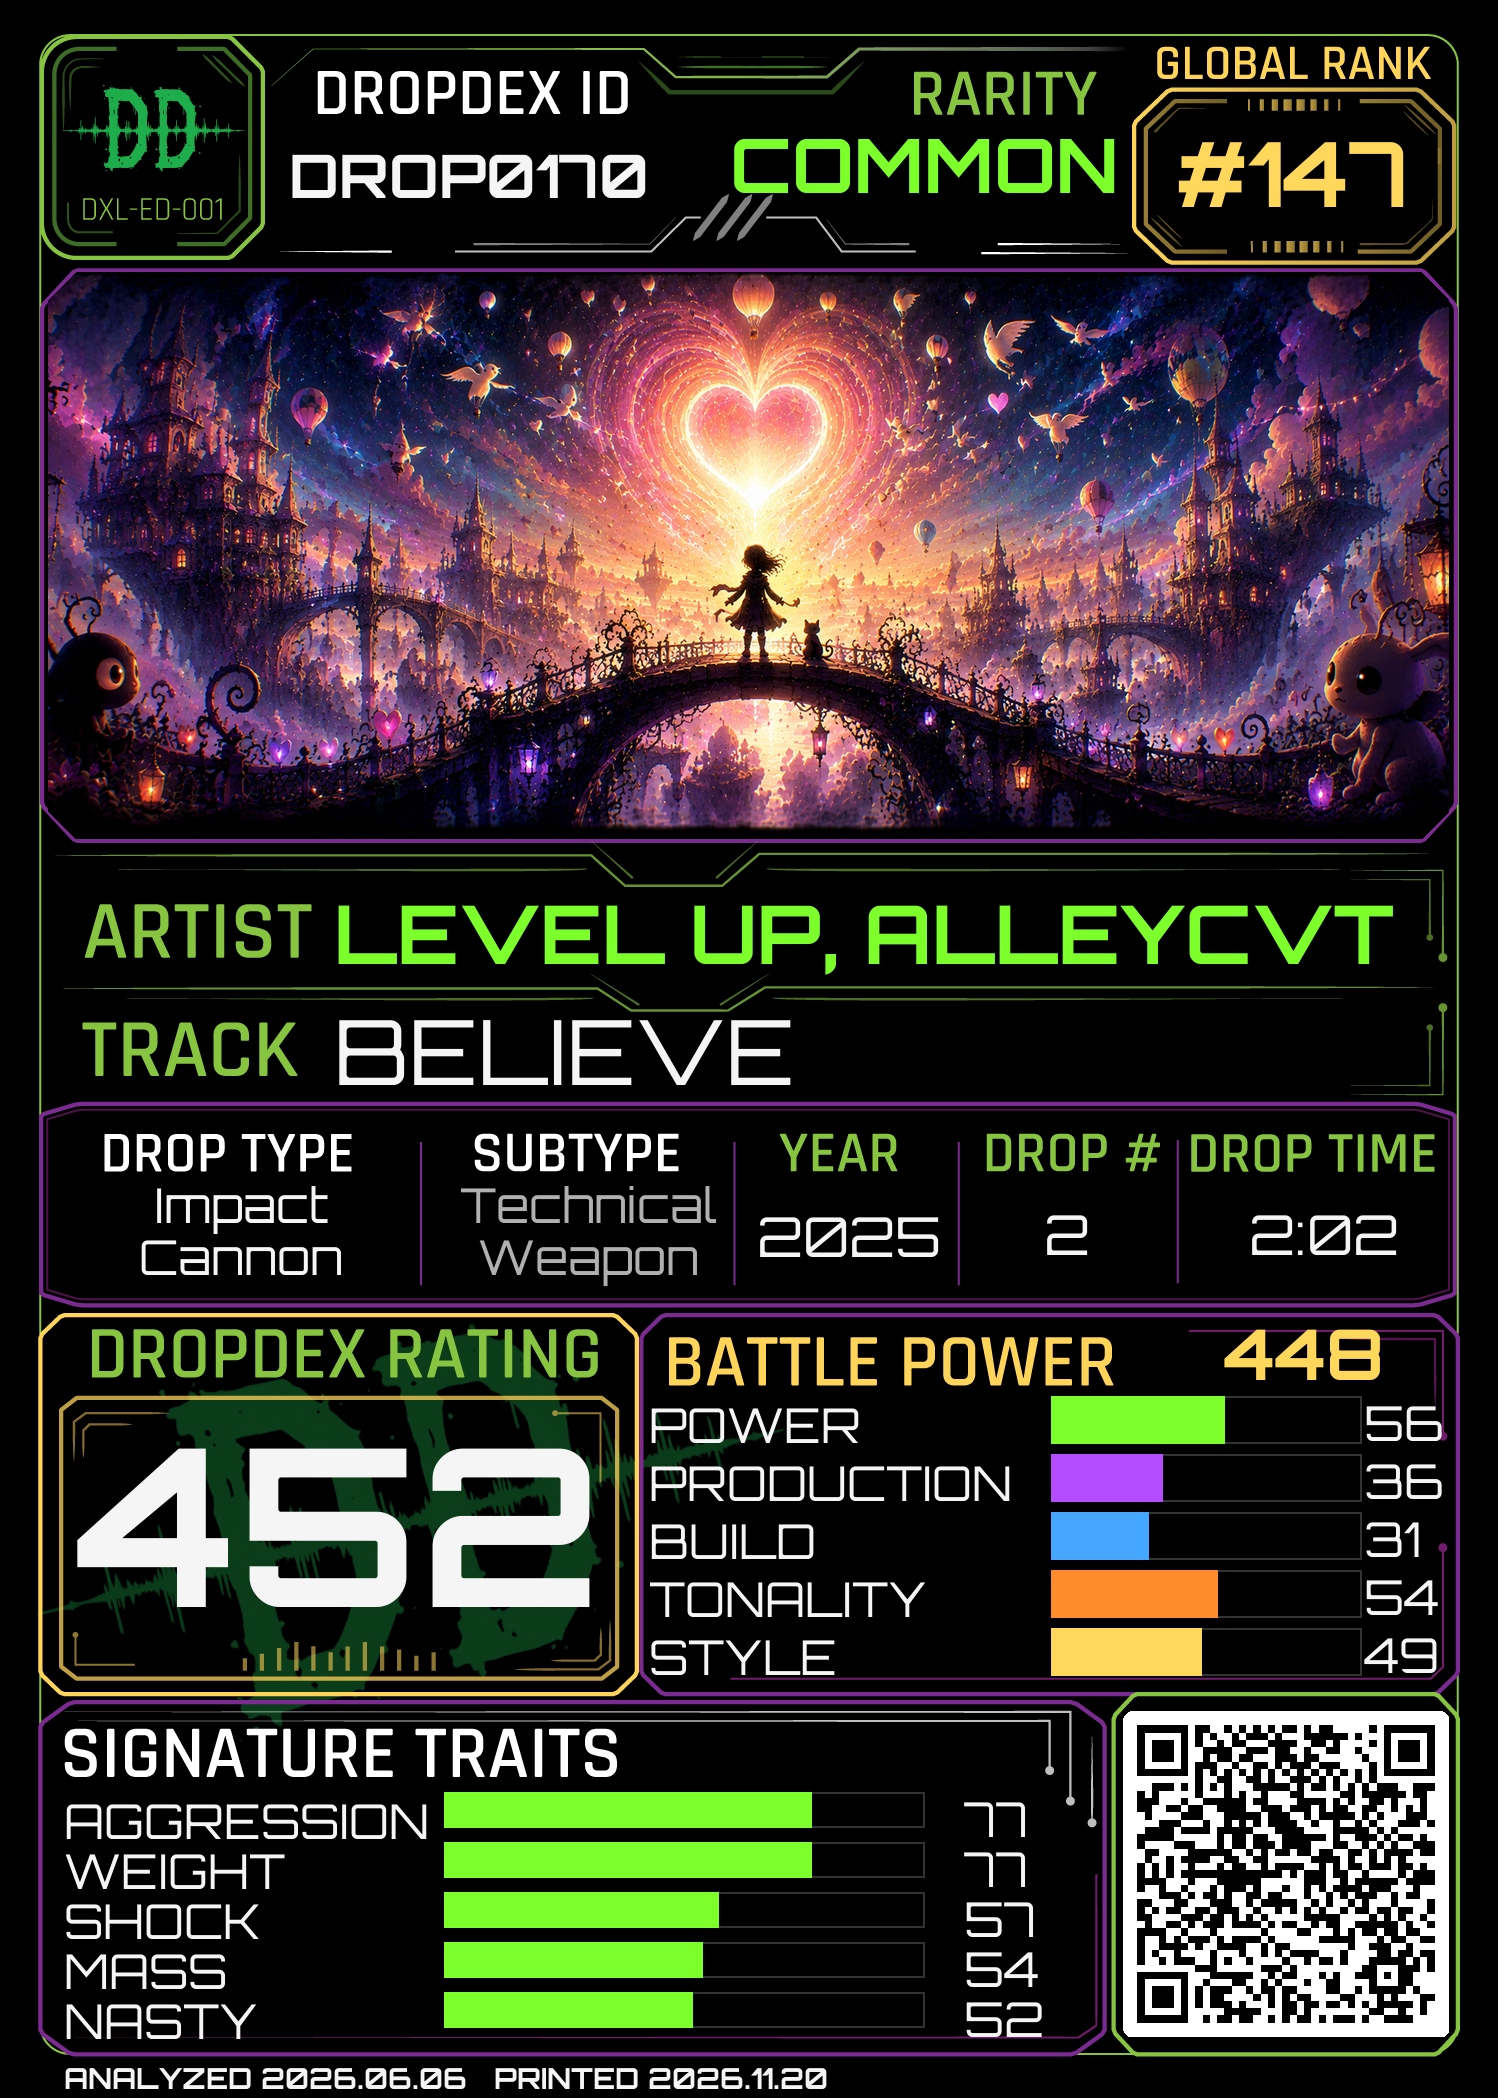 DD
DXL-ED-001
DROPDEX ID
DROP0170
RARITY
COMMON
GLOBAL RANK
#147
ARTIST LEVEL UP, ALLEYCVT
TRACK BELIEVE
DROP TYPE
Impact
Cannon
SUBTYPE
Technical
Weapon
YEAR
2025
DROP #
2
DROP TIME
2:02
DROPDEX RATING
452
BATTLE POWER 448
POWER 56
PRODUCTION 36
BUILD 31
TONALITY 54
STYLE 49
SIGNATURE TRAITS
AGGRESSION 77
WEIGHT 77
SHOCK 57
MASS 54
NASTY 52
ANALYZED 2026.06.06 PRINTED 2026.11.20